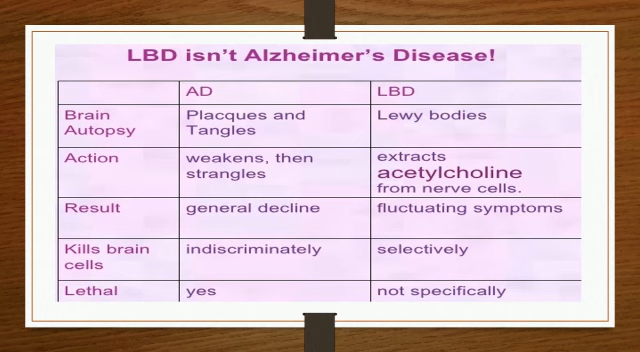 LBD isn't Alzheimer's Disease!
AD LBD
Brain Autopsy Placques and Tangles Lewy bodies
Action weakens, then strangles extracts acetylcholine from nerve cells.
Result general decline fluctuating symptoms
Kills brain cells indiscriminately selectively
Lethal yes not specifically